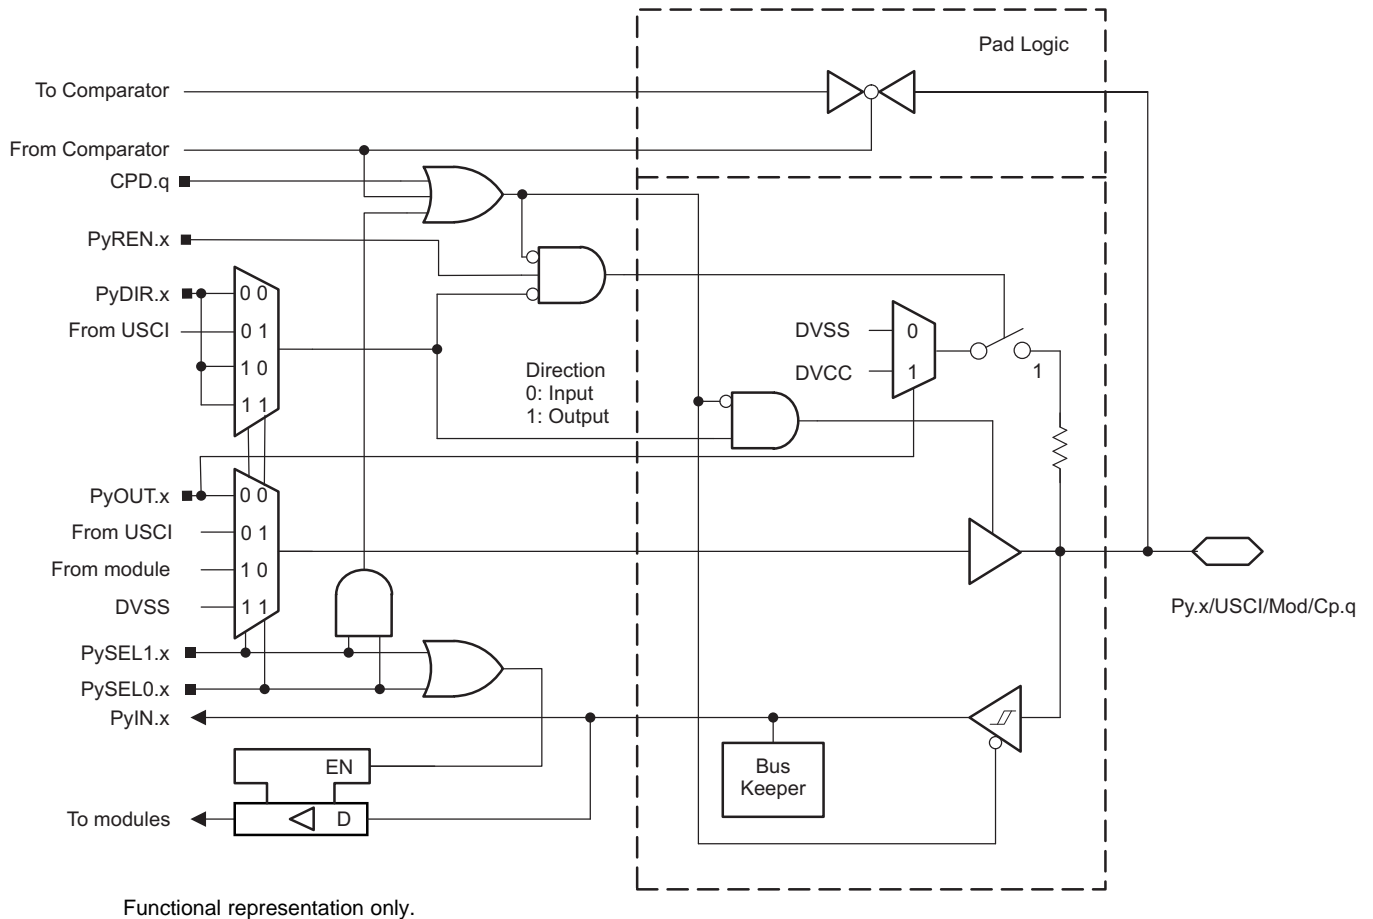 Pad Logic
To Comparator
From Comparator
CPD.q
PyREN.x
PyDIR.x
0 0
From USCI
0 1
1 0
1 1
Direction
0: Input
1: Output
DVSS
0
DVCC
1
1
PyOUT.x
0 0
From USCI
0 1
From module
1 0
DVSS
1 1
Py.x/USCI/Mod/Cp.q
PySEL1.x
PySEL0.x
PyIN.x
Bus
Keeper
EN
To modules
D
Functional representation only.